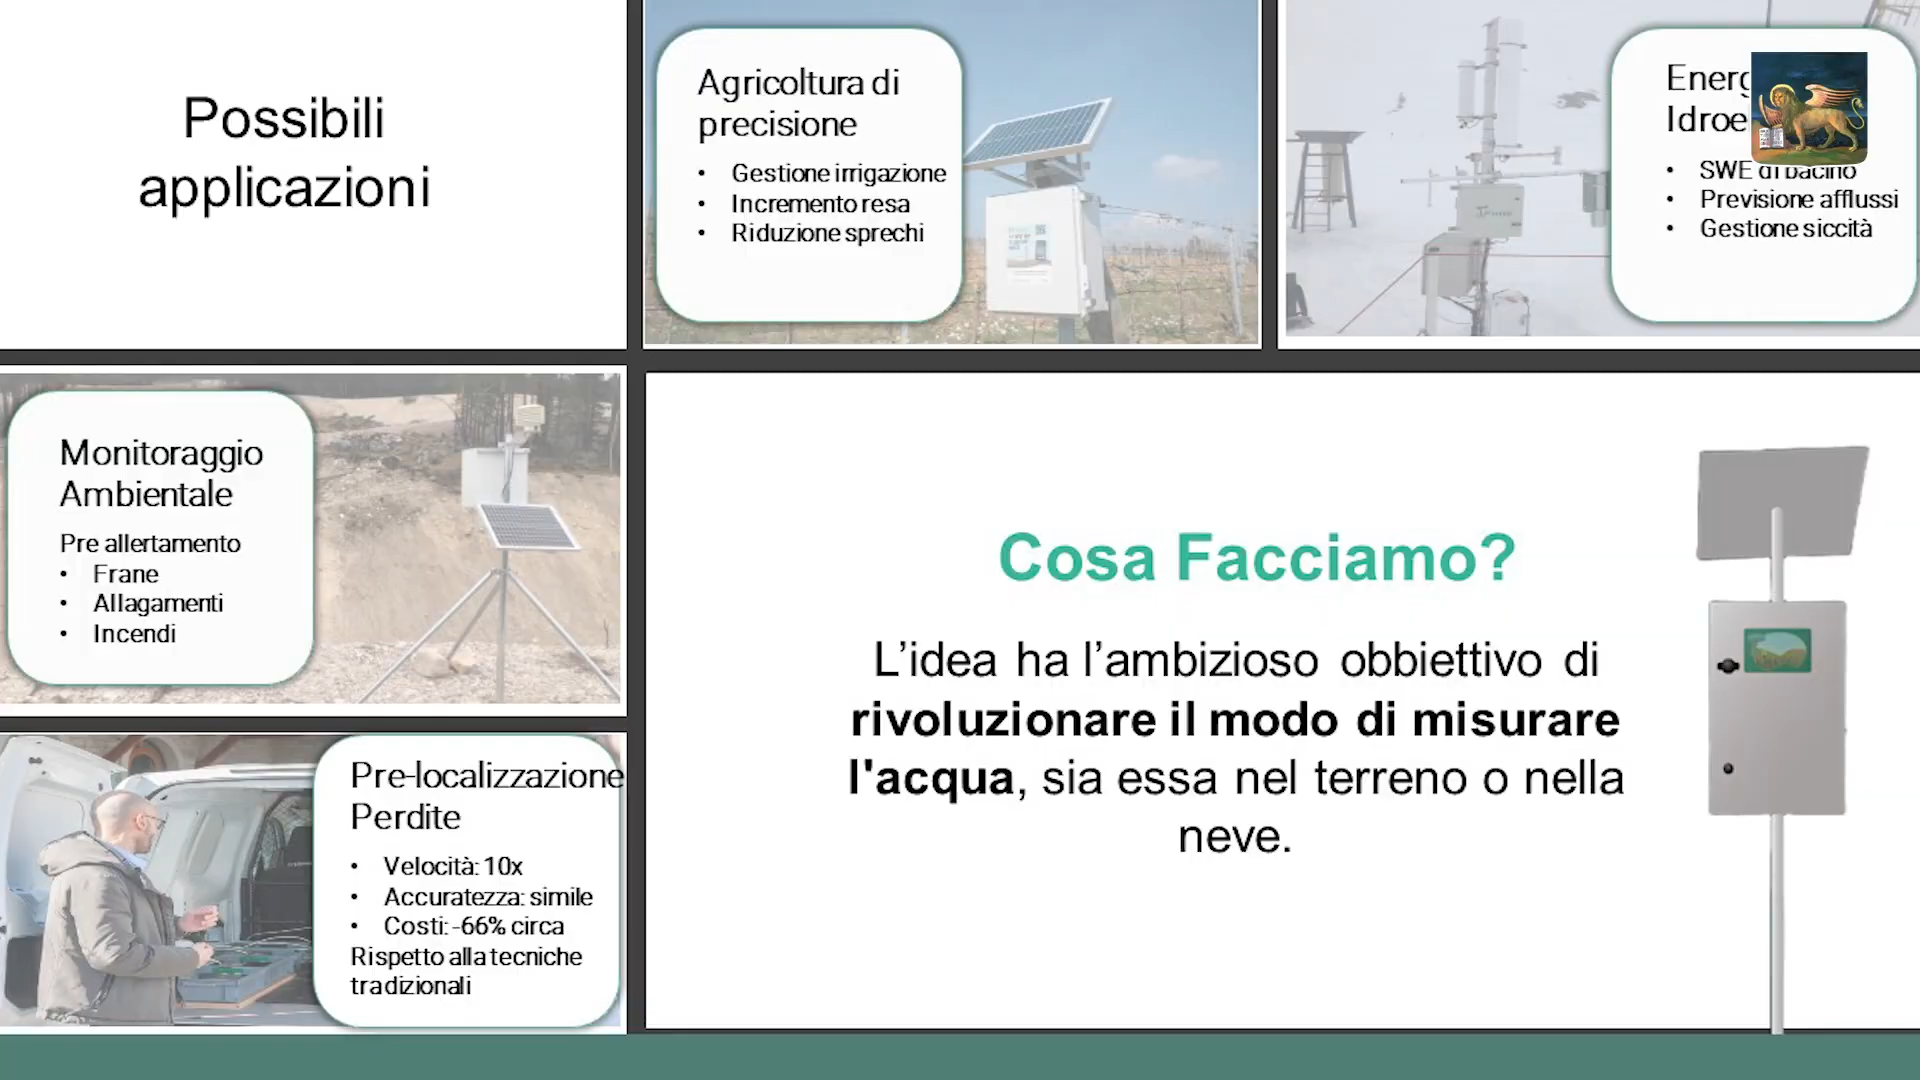 Possibili
applicazioni
Agricoltura di
precisione
• Gestione irrigazione
• Incremento resa
• Riduzione sprechi
• SWE di bacino
• Previsione afflussi
• Gestione siccità
Monitoraggio
Ambientale
Pre allertamento
• Frane
• Allagamenti
• Incendi
Pre-localizzazione
Perdite
• Velocità: 10x
• Accuratezza: simile
• Costi: -66% circa
Rispetto alla tecniche
tradizionali
Cosa Facciamo?
L’idea ha l’ambizioso obbiettivo di
rivoluzionare il modo di misurare
l'acqua, sia essa nel terreno o nella
neve.